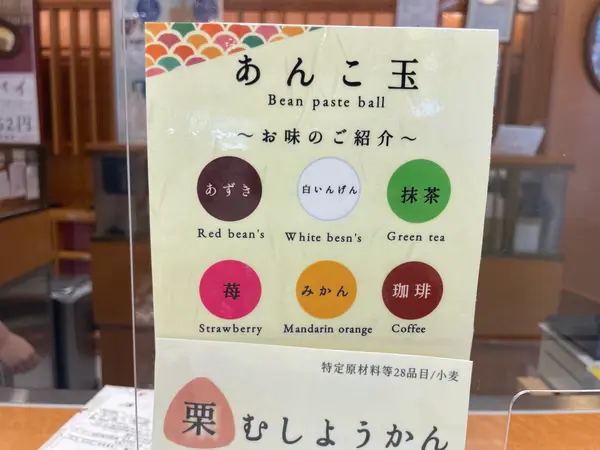 あんこ玉
Bean paste ball
～お味のご紹介～
あずき
白いんげん
抹茶
Red bean's
White besn's
Green tea
苺
みかん
珈琲
Strawberry
Mandarin orange
Coffee
特定原材料等28品目/小麦
栗
むしようかん